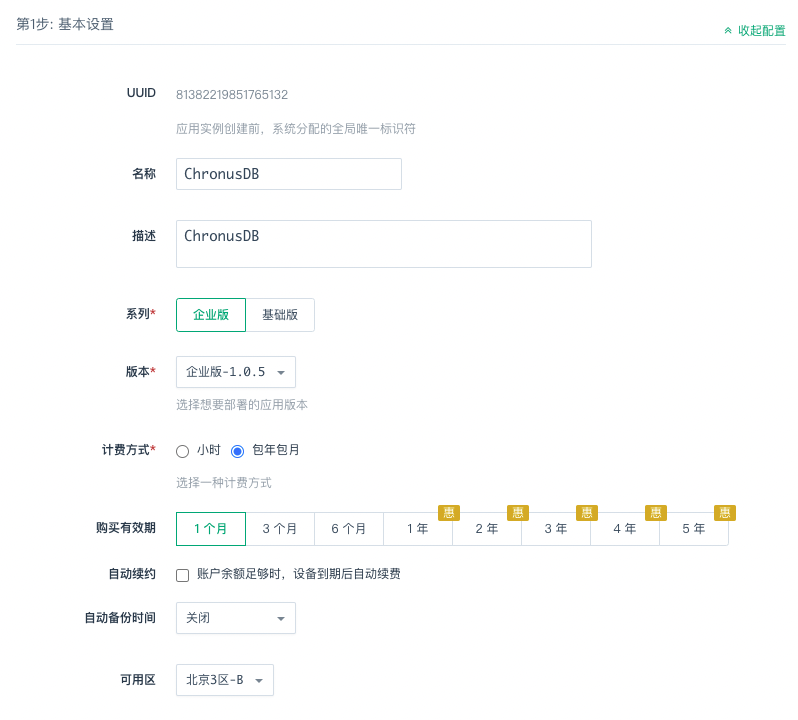 第1步: 基本设置
收起配置
UUID 81382219851765132
应用实例创建前，系统分配的全局唯一标识符
名称 ChronusDB
描述 ChronusDB
系列* 企业版 基础版
版本* 企业版-1.0.5
选择想要部署的应用版本
计费方式* 小时 包年包月
选择一种计费方式
惠 惠 惠 惠 惠
购买有效期 1 个月 3 个月 6 个月 1 年 2 年 3 年 4 年 5 年
自动续约 账户余额足够时，设备到期后自动续费
自动备份时间 关闭
可用区 北京3区-B